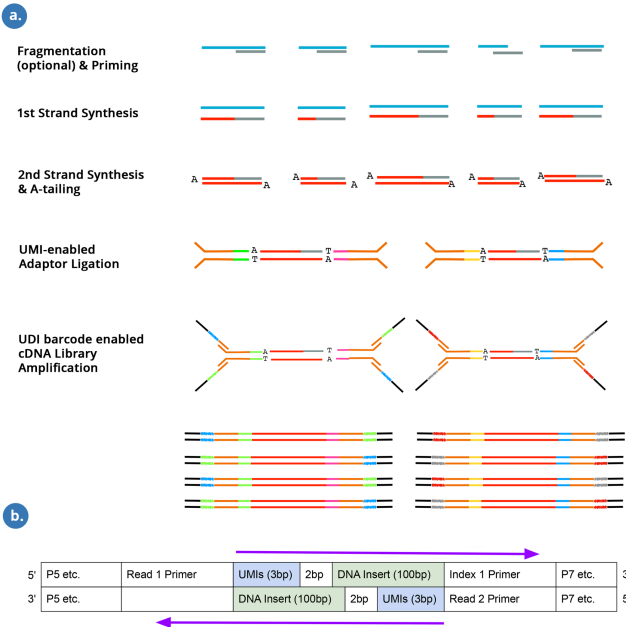 a.
Fragmentation
(optional) & Priming
1st Strand Synthesis
2nd Strand Synthesis
& A-tailing
A A A A A A A A A A
UMI-enabled
Adaptor Ligation
A T A T
T A T A
UDI barcode enabled
cDNA Library
Amplification
A T A T
T A T A
b.
5' P5 etc. Read 1 Primer UMIs (3bp) 2bp DNA Insert (100bp) Index 1 Primer P7 etc.
3' P5 etc. DNA Insert (100bp) 2bp UMIs (3bp) Read 2 Primer P7 etc.